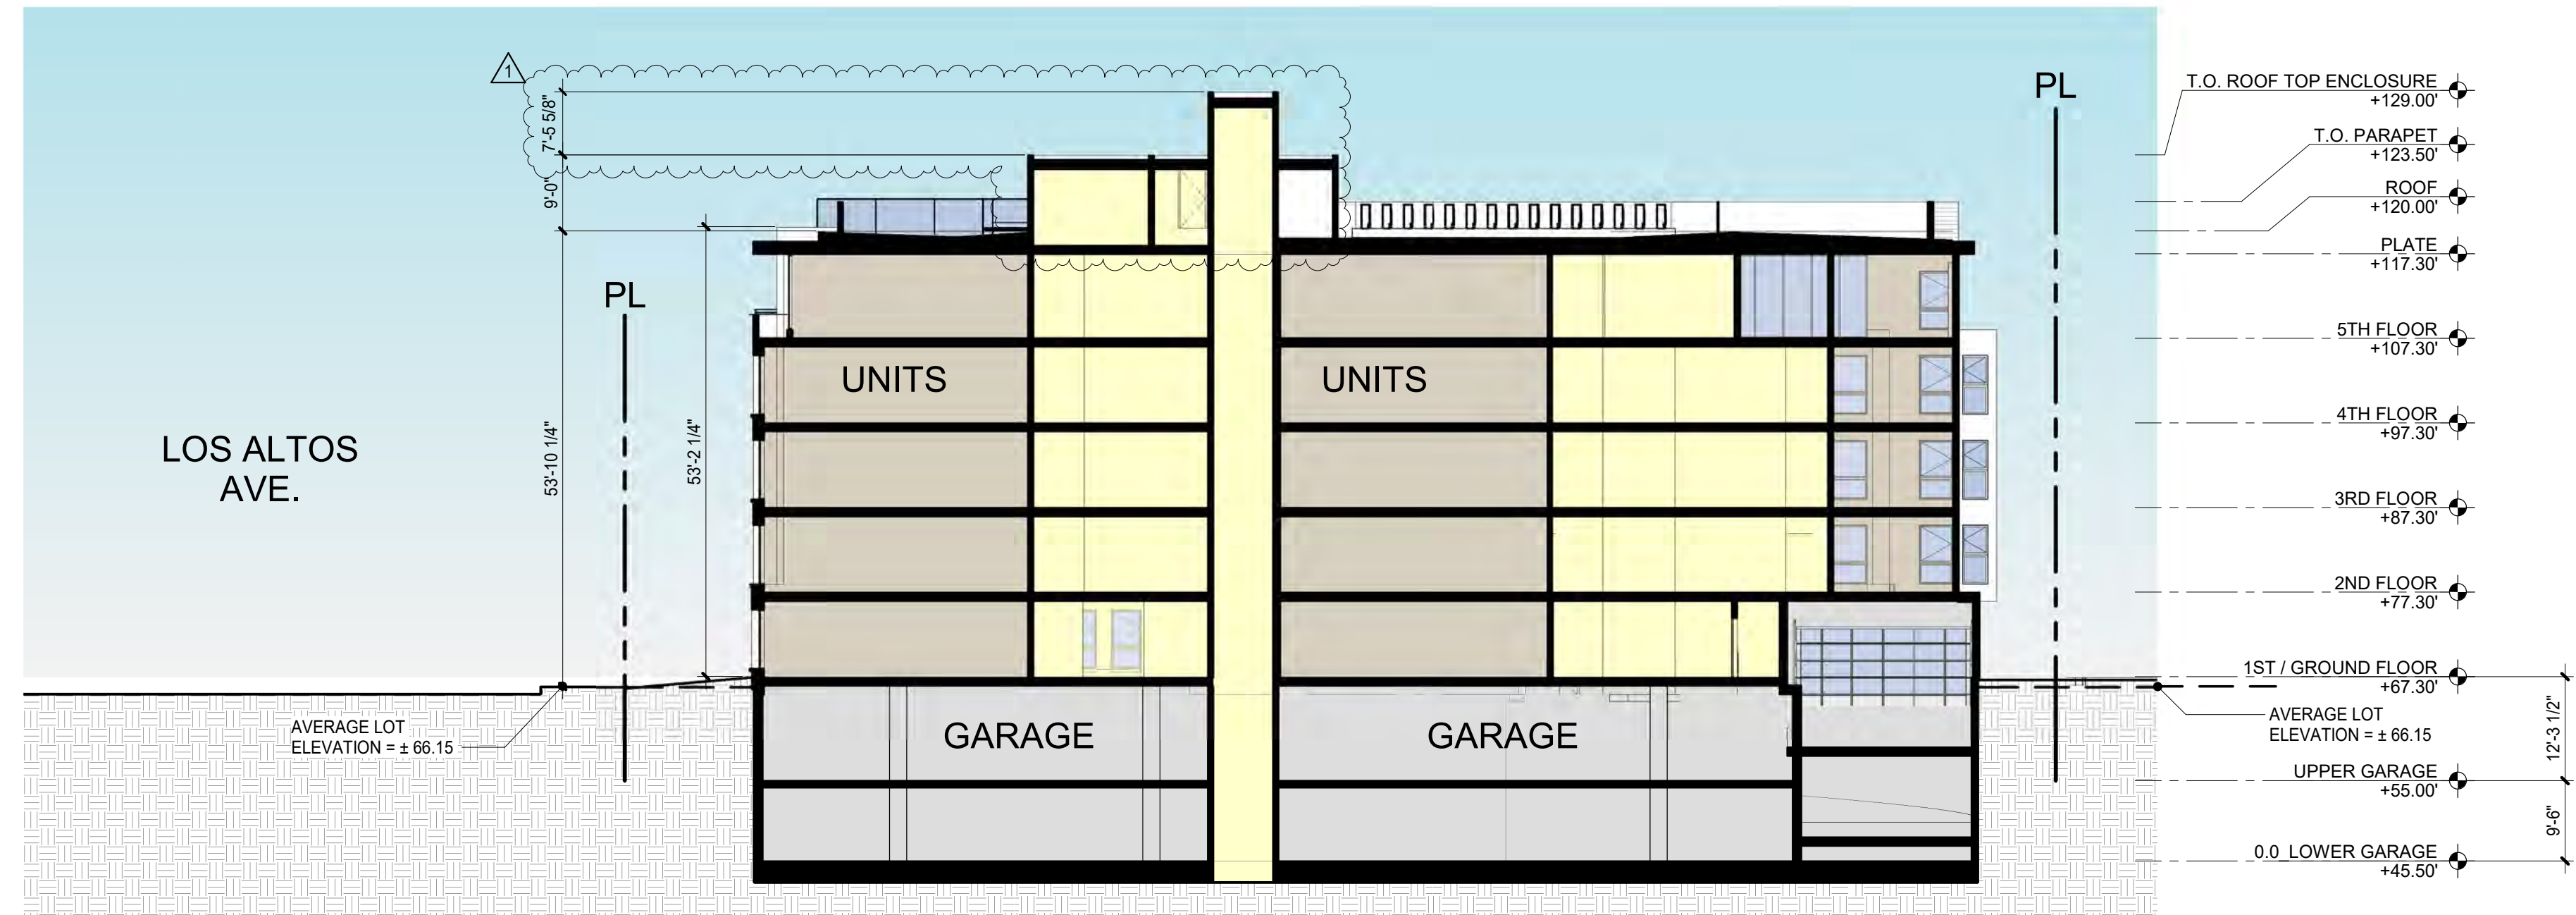 1
7'-5 5/8"
9'-0"
53'-10 1/4"
53'-2 1/4"
PL
PL
LOS ALTOS
AVE.
UNITS
UNITS
GARAGE
GARAGE
AVERAGE LOT
ELEVATION = ± 66.15
T.O. ROOF TOP ENCLOSURE
+129.00'
T.O. PARAPET
+123.50'
ROOF
+120.00'
PLATE
+117.30'
5TH FLOOR
+107.30'
4TH FLOOR
+97.30'
3RD FLOOR
+87.30'
2ND FLOOR
+77.30'
1ST / GROUND FLOOR
+67.30'
AVERAGE LOT
ELEVATION = ± 66.15
UPPER GARAGE
+55.00'
0.0 LOWER GARAGE
+45.50'
12'-3 1/2"
9'-6"